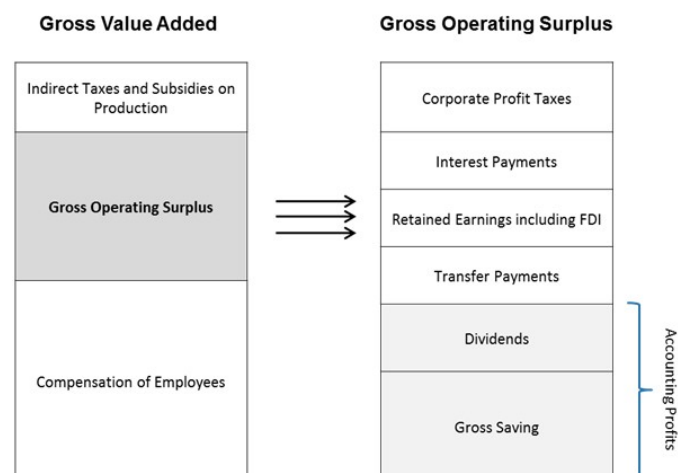 Gross Value Added
Indirect Taxes and Subsidies on
Production
Gross Operating Surplus
Compensation of Employees
Gross Operating Surplus
Corporate Profit Taxes
Interest Payments
Retained Earnings including FDI
Transfer Payments
Dividends
Gross Saving
Accounting Profits